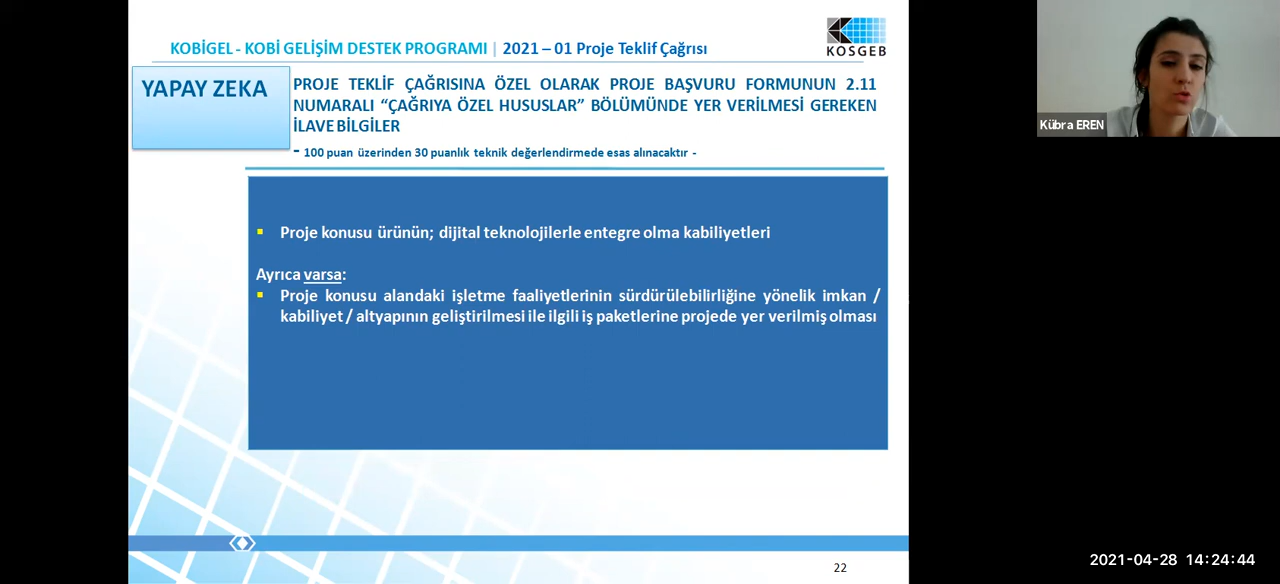 KOBİGEL - KOBİ GELİŞİM DESTEK PROGRAMI | 2021 – 01 Proje Teklif Çağrısı
KOSGEB
YAPAY ZEKA
PROJE TEKLİF ÇAĞRISINA ÖZEL OLARAK PROJE BAŞVURU FORMUNUN 2.11
NUMARALI “ÇAĞRIYA ÖZEL HUSUSLAR” BÖLÜMÜNDE YER VERİLMESİ GEREKEN
İLAVE BİLGİLER
- 100 puan üzerinden 30 puanlık teknik değerlendirmede esas alınacaktır -
Proje konusu ürünün; dijital teknolojilerle entegre olma kabiliyetleri
Ayrıca varsa:
Proje konusu alandaki işletme faaliyetlerinin sürdürülebilirliğine yönelik imkan /
kabiliyet / altyapının geliştirilmesi ile ilgili iş paketlerine projede yer verilmiş olması
22
Kübra EREN
2021-04-28 14:24:44